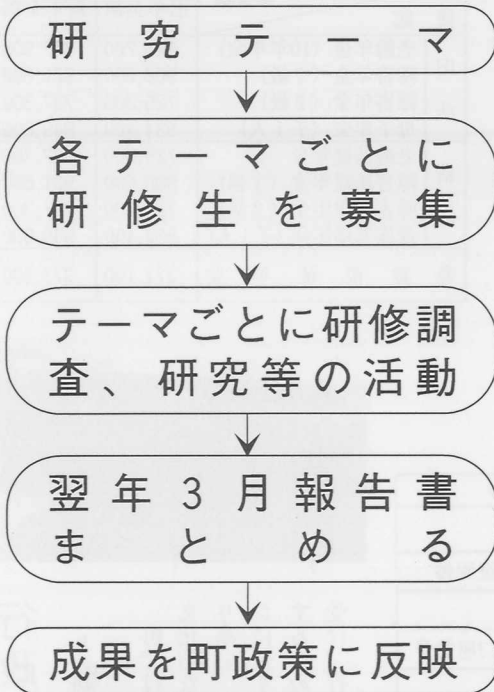 研究テーマ
各テーマごとに
研修生を募集
テーマごとに研修調
査、研究等の活動
翌年3月報告書
まとめる
成果を町政策に反映